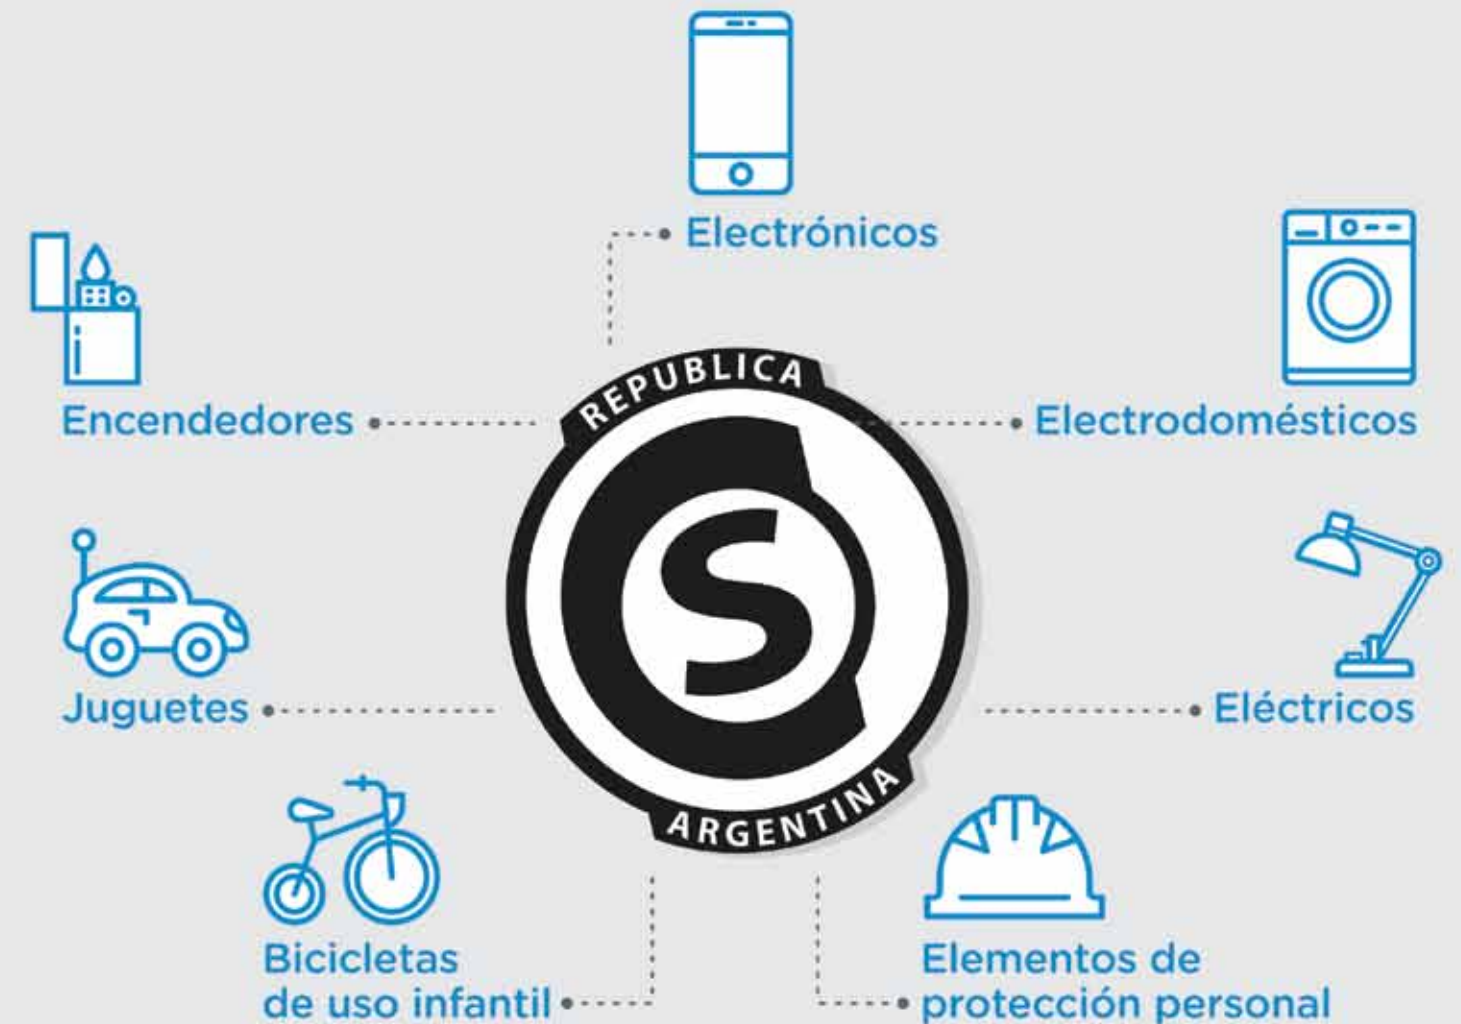 Electrónicos
Encendedores
Electrodomésticos
REPUBLICA
S
ARGENTINA
Juguetes
Eléctricos
Bicicletas
de uso infantil
Elementos de
protección personal